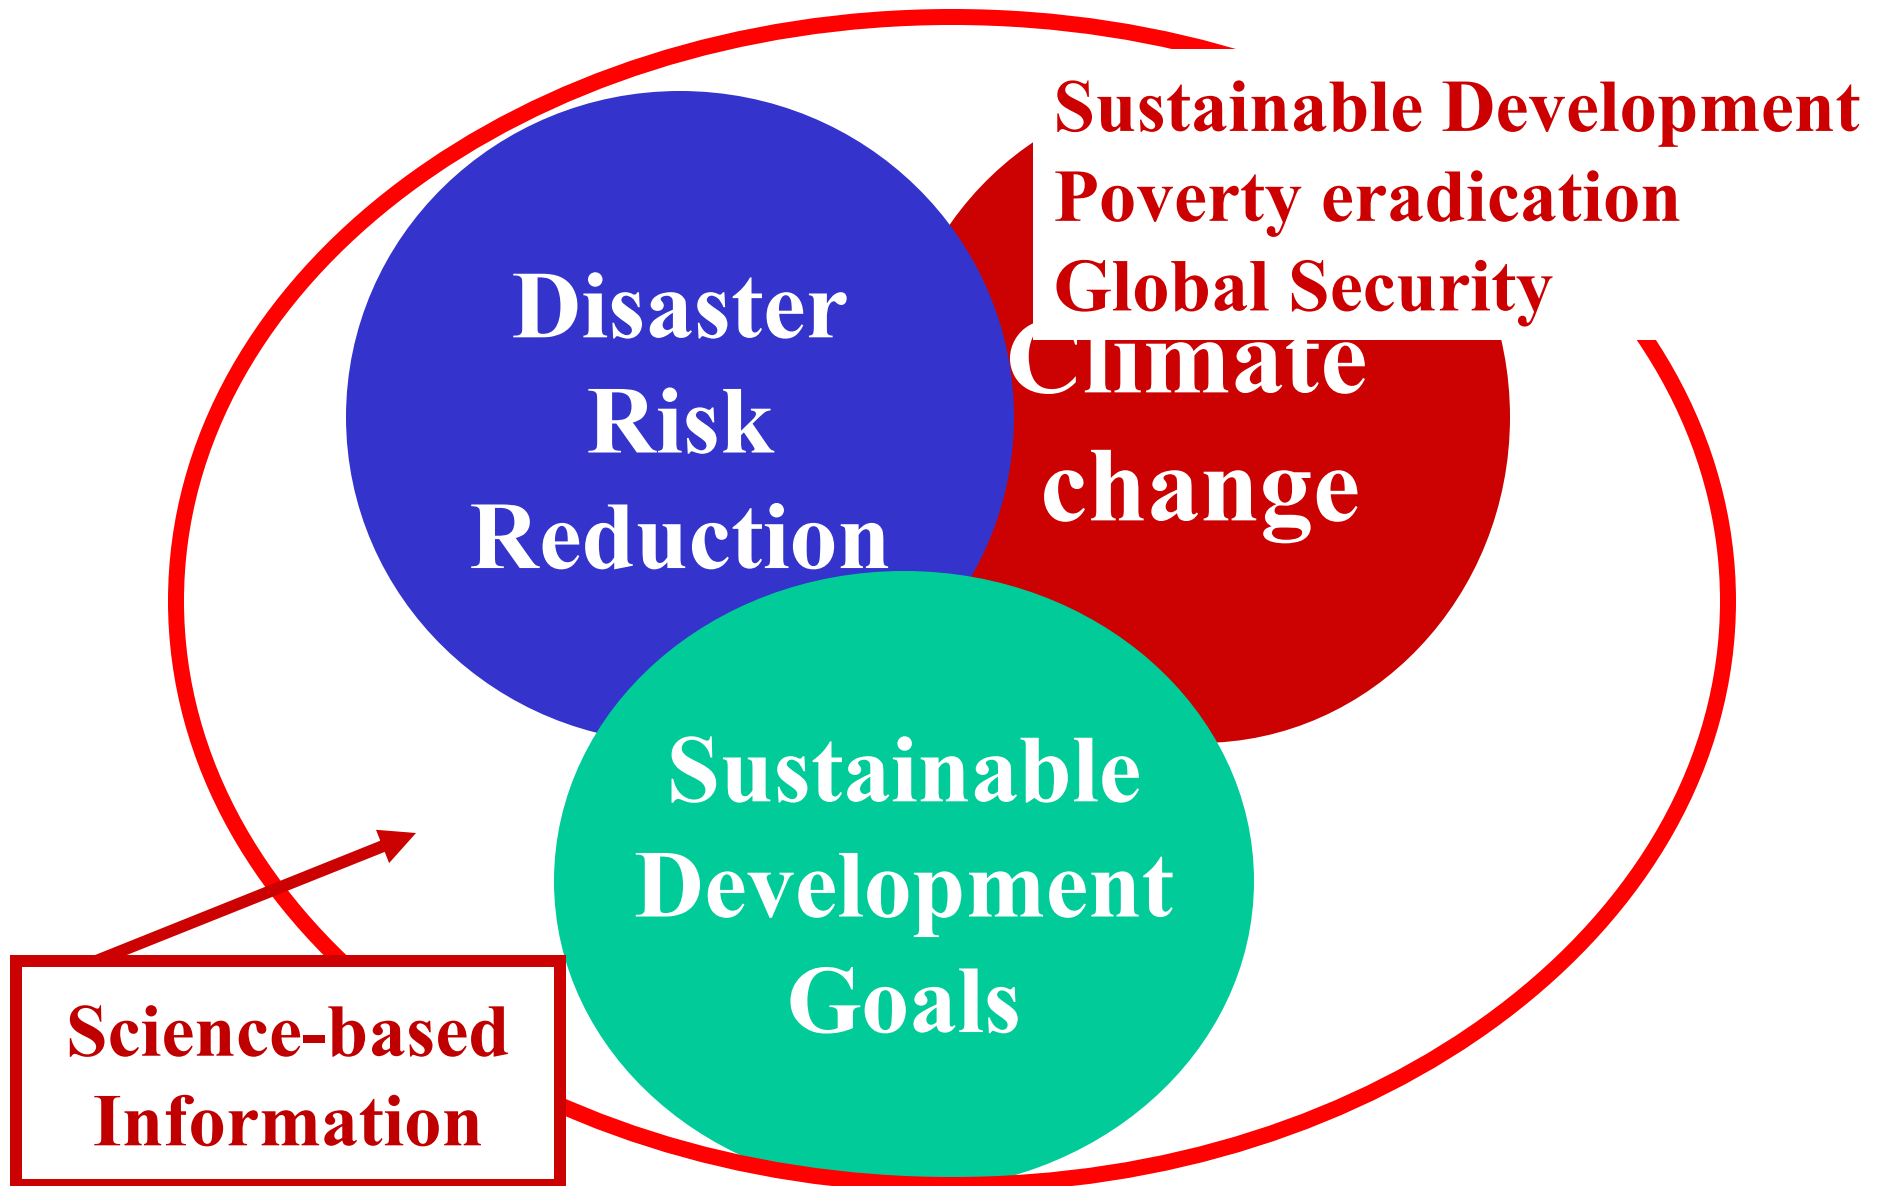 Sustainable Development
Poverty eradication
Global Security
Disaster
Risk
Reduction
Climate
change
Sustainable
Development
Goals
Science-based
Information